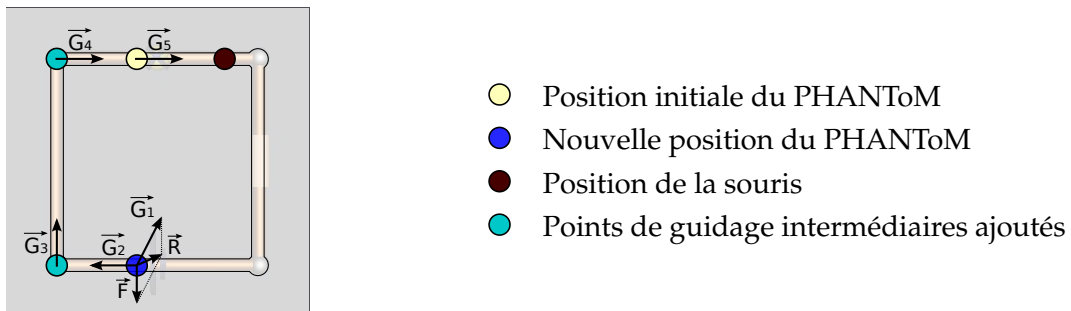 G4 G5
Position initiale du PHANToM
Nouvelle position du PHANToM
Position de la souris
Points de guidage intermédiaires ajoutés
G1
G3 G2 R
F